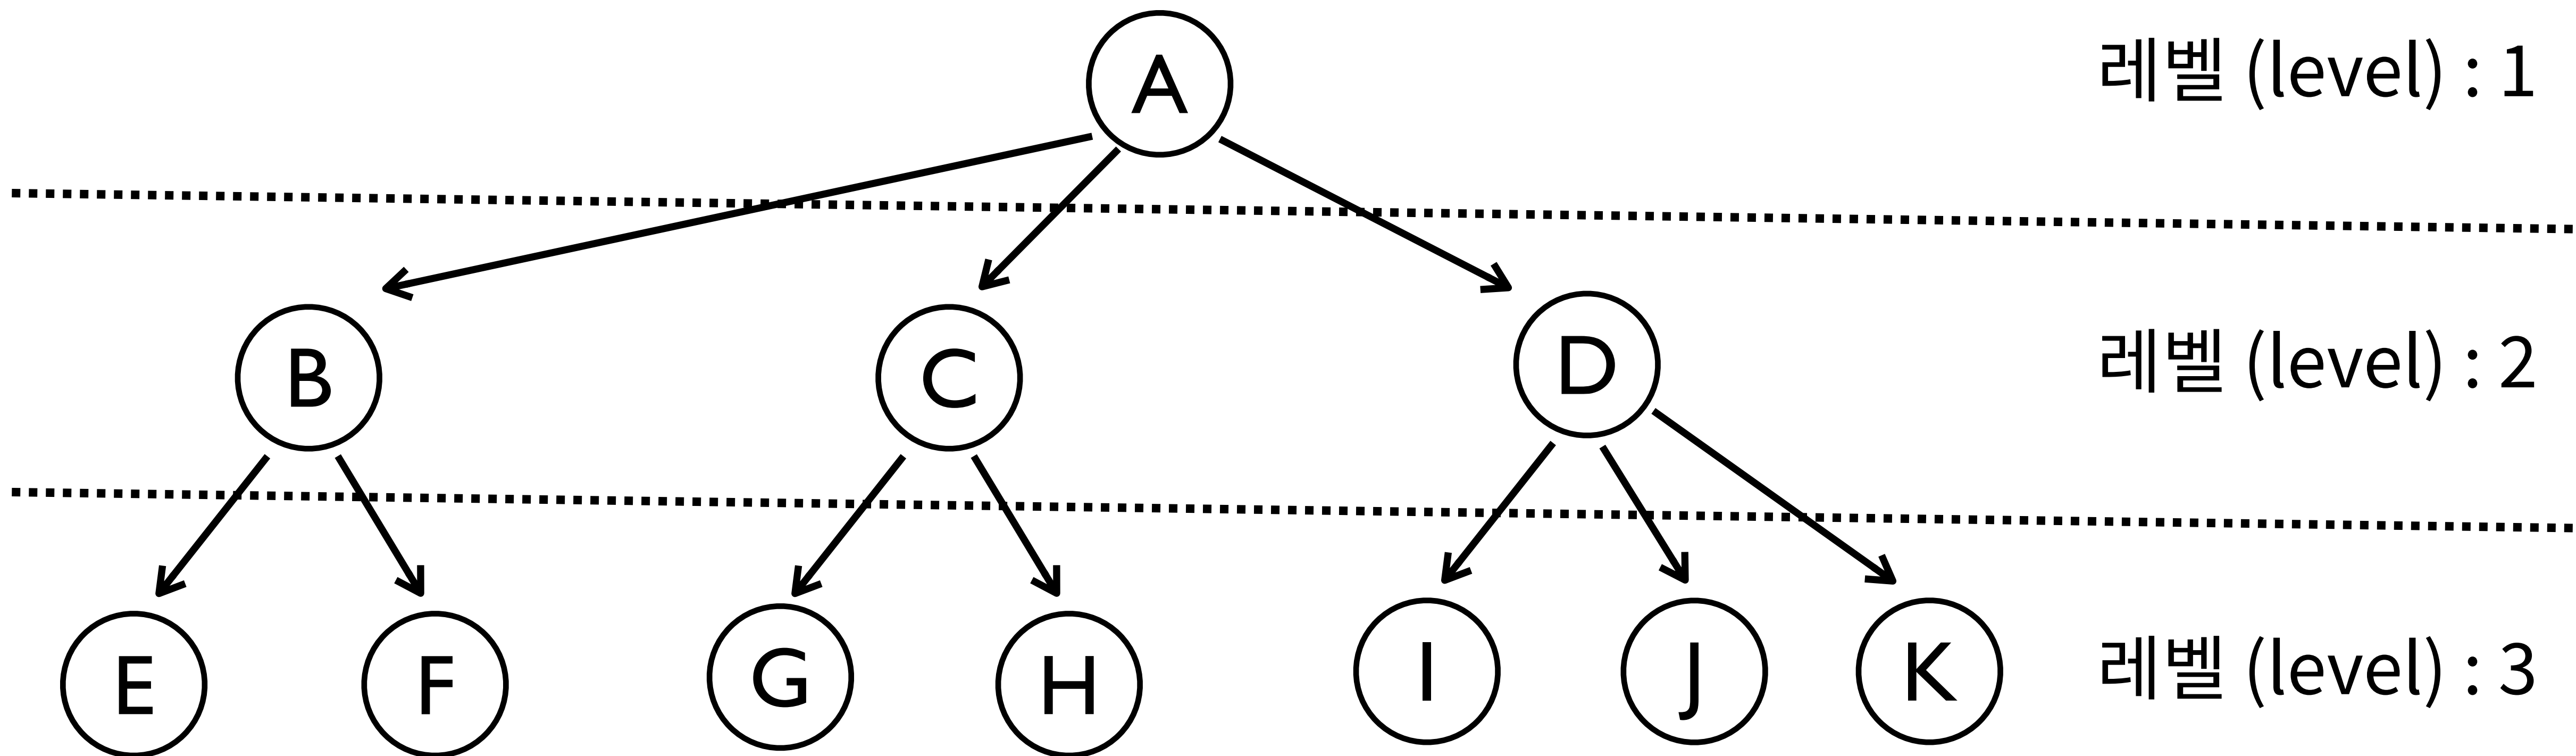 A
레벨 (level) : 1
B
C
D
레벨 (level) : 2
E
F
G
H
I
J
K
레벨 (level) : 3